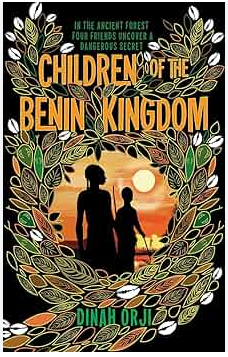 IN THE ANCIENT FOREST
FOUR FRIENDS UNCOVER A
DANGEROUS SECRET
CHILDREN OF THE
BENIN KINGDOM
DINAH ORJI